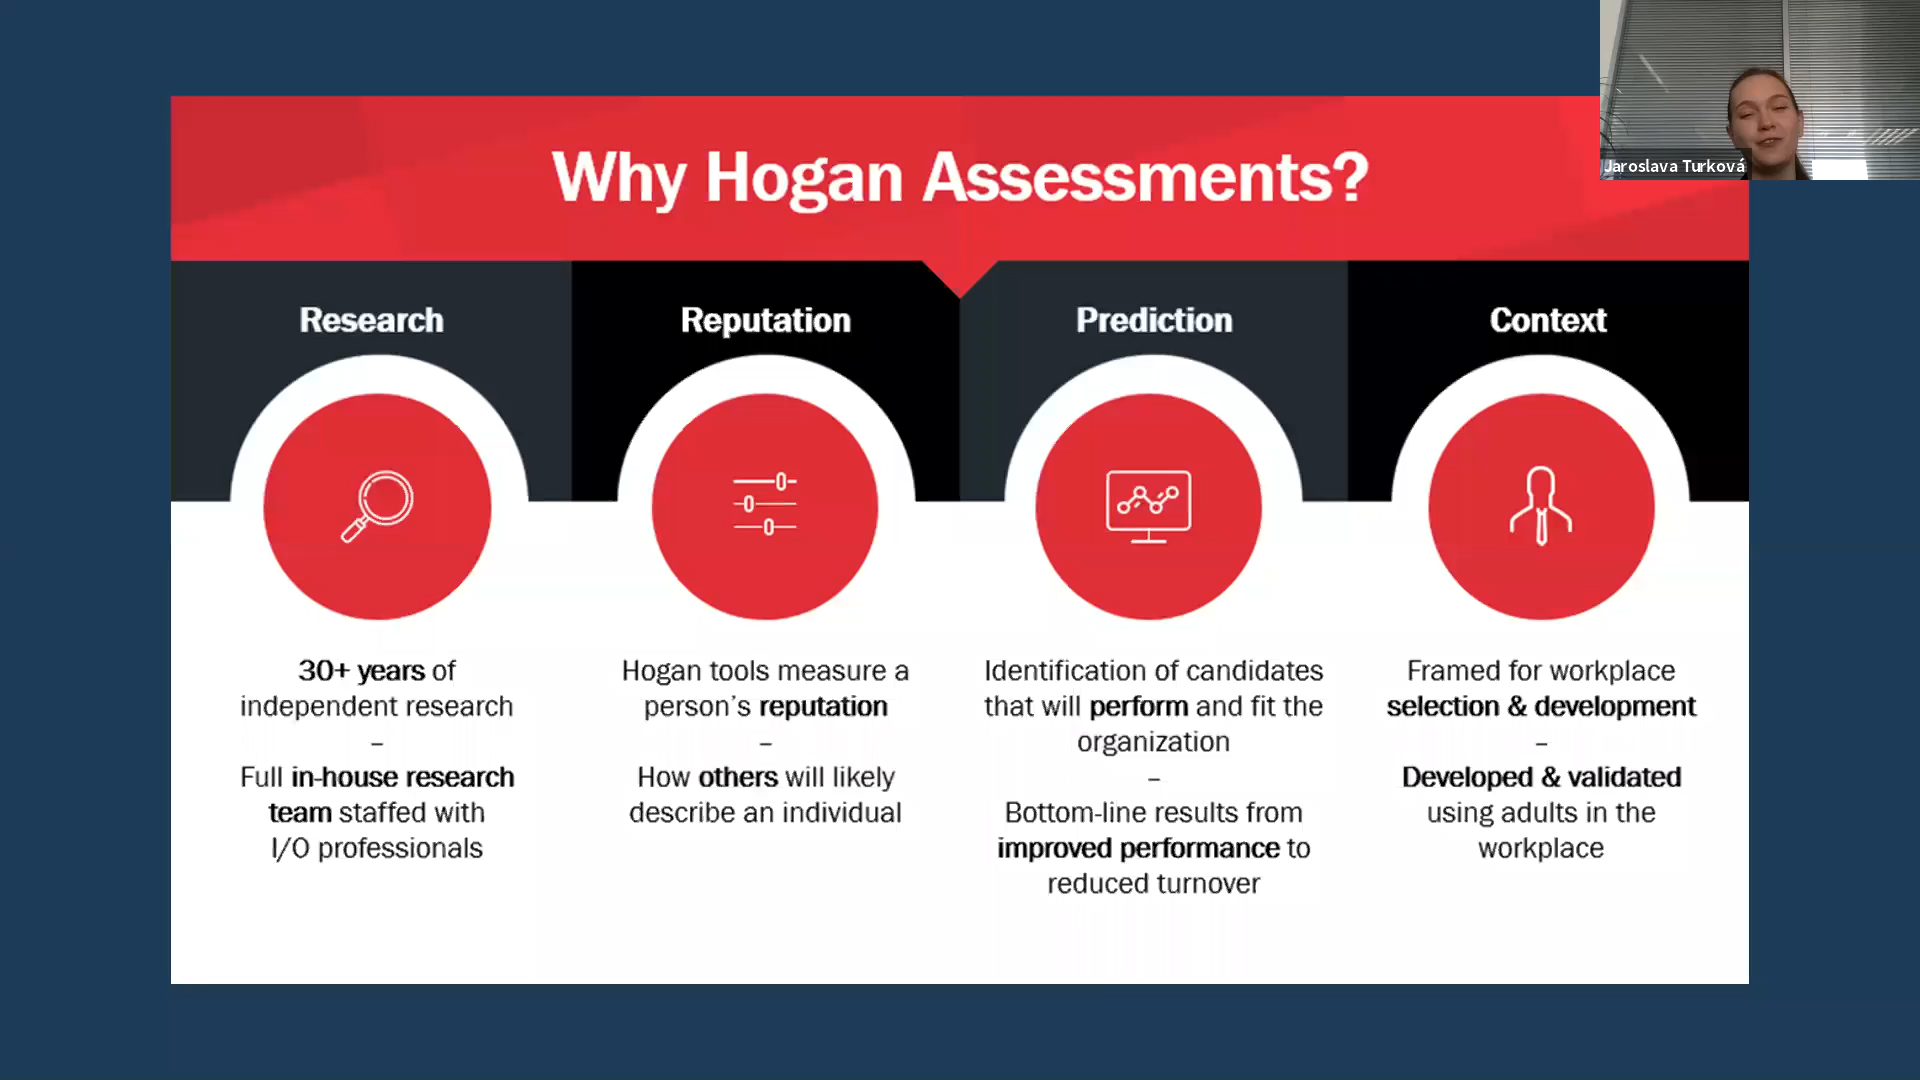 Why Hogan Assessments?
Jaroslava Turková
Research
30+ years of
independent research
–
Full in-house research
team staffed with
I/O professionals
Reputation
Hogan tools measure a
person's reputation
–
How others will likely
describe an individual
Prediction
Identification of candidates
that will perform and fit the
organization
–
Bottom-line results from
improved performance to
reduced turnover
Context
Framed for workplace
selection & development
–
Developed & validated
using adults in the
workplace